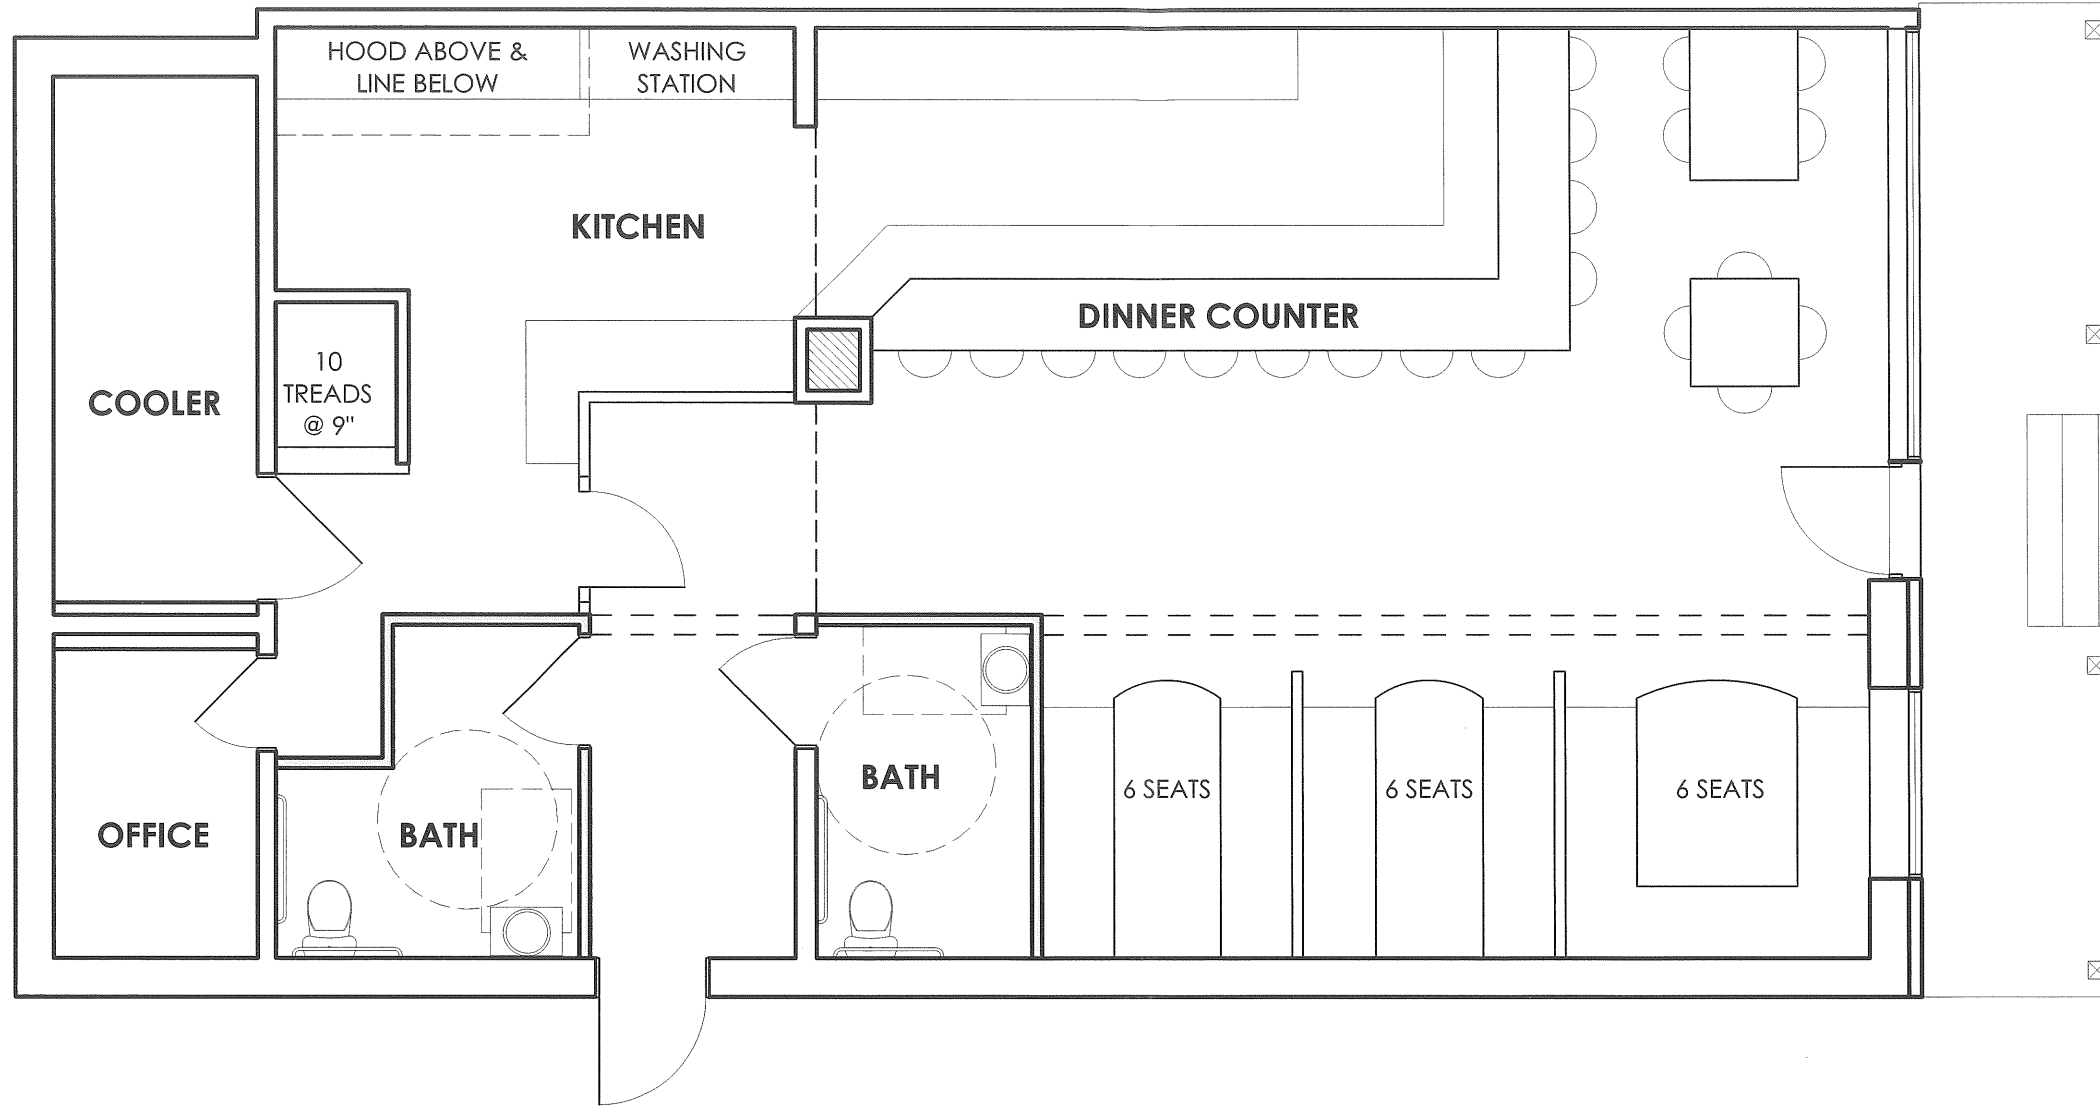 HOOD ABOVE &
LINE BELOW
WASHING
STATION
KITCHEN
DINNER COUNTER
10
TREADS
@ 9"
COOLER
OFFICE
BATH
BATH
6 SEATS
6 SEATS
6 SEATS